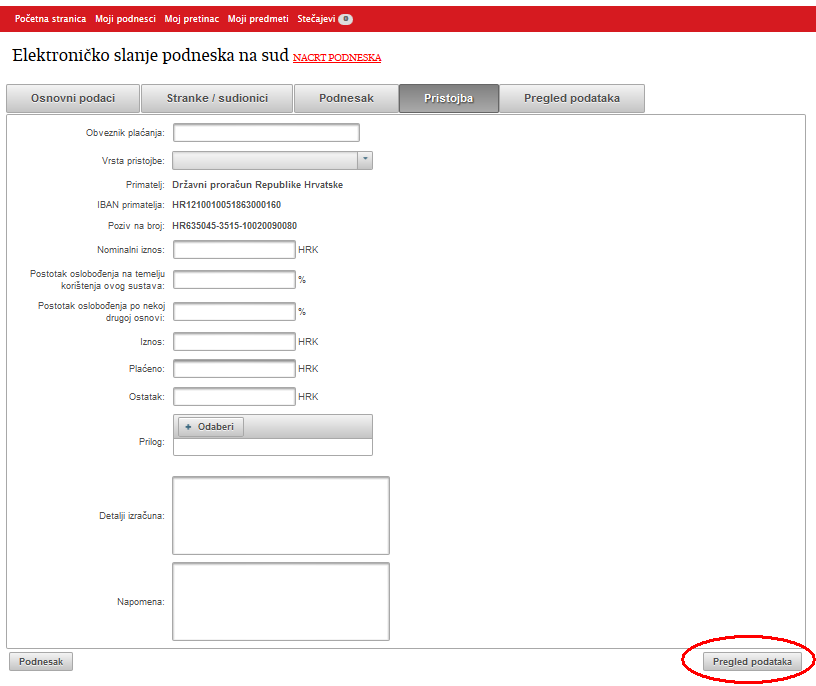 Početna stranica Moji podnesci Moj pretinac Moji predmeti Stečajevi 0
Elektroničko slanje podneska na sud NACRT PODNESKA
Osnovni podaci Stranke / sudionici Podnesak Pristojba Pregled podataka
Obveznik plaćanja:
Vrsta pristojbe:
Primatelj: Državni proračun Republike Hrvatske
IBAN primatelja: HR1210010051863000160
Poziv na broj: HR635045-3515-10020090080
Nominalni iznos: HRK
Postotak oslobođenja na temelju
korištenja ovog sustava: %
Postotak oslobođenja po nekoj
drugoj osnovi: %
Iznos: HRK
Plaćeno: HRK
Ostatak: HRK
+ Odaberi
Prilog:
Detalji izračuna:
Napomena:
Podnesak Pregled podataka